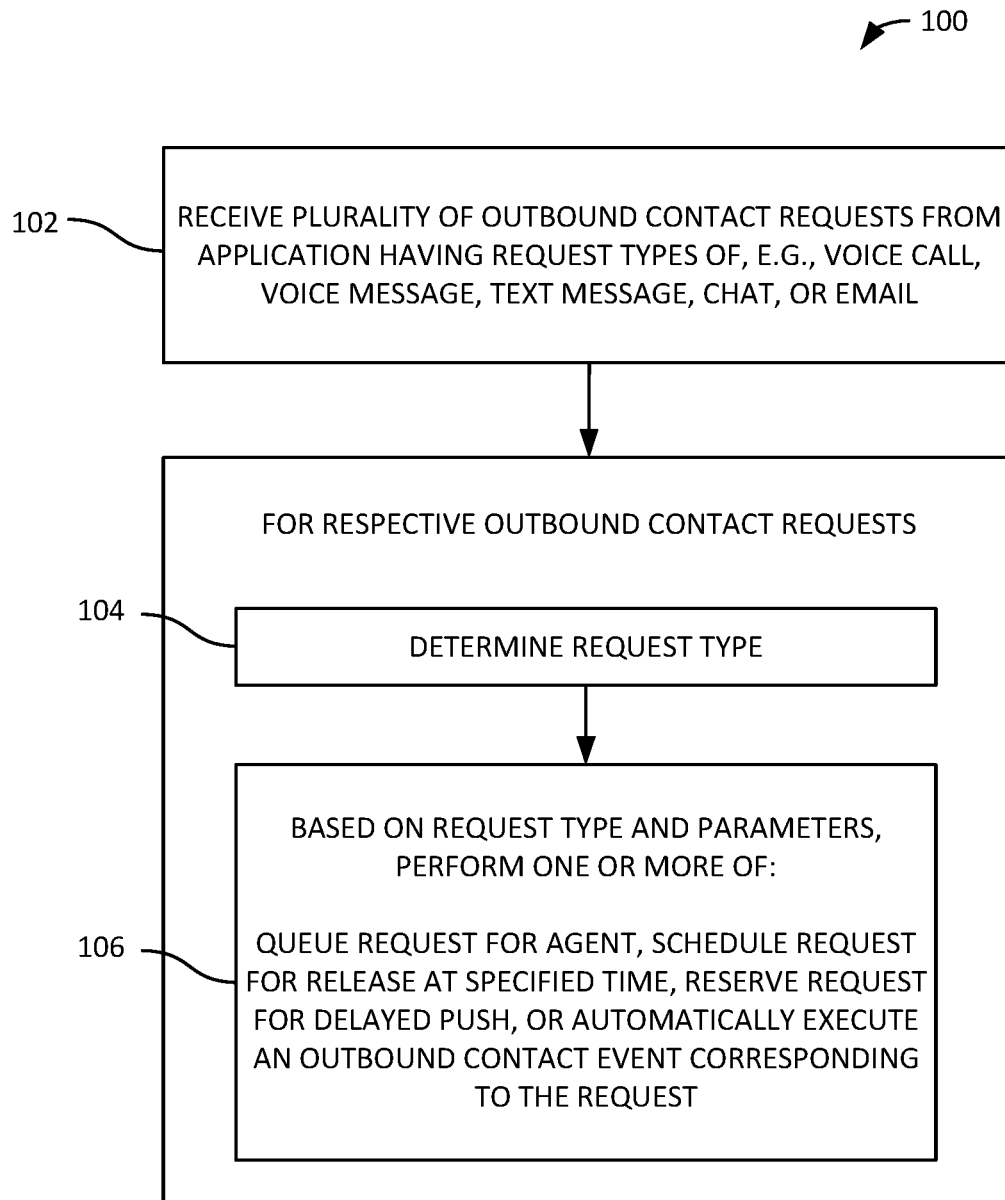 100
102
RECEIVE PLURALITY OF OUTBOUND CONTACT REQUESTS FROM
APPLICATION HAVING REQUEST TYPES OF, E.G., VOICE CALL,
VOICE MESSAGE, TEXT MESSAGE, CHAT, OR EMAIL
FOR RESPECTIVE OUTBOUND CONTACT REQUESTS
104
DETERMINE REQUEST TYPE
BASED ON REQUEST TYPE AND PARAMETERS,
PERFORM ONE OR MORE OF:
106
QUEUE REQUEST FOR AGENT, SCHEDULE REQUEST
FOR RELEASE AT SPECIFIED TIME, RESERVE REQUEST
FOR DELAYED PUSH, OR AUTOMATICALLY EXECUTE
AN OUTBOUND CONTACT EVENT CORRESPONDING
TO THE REQUEST